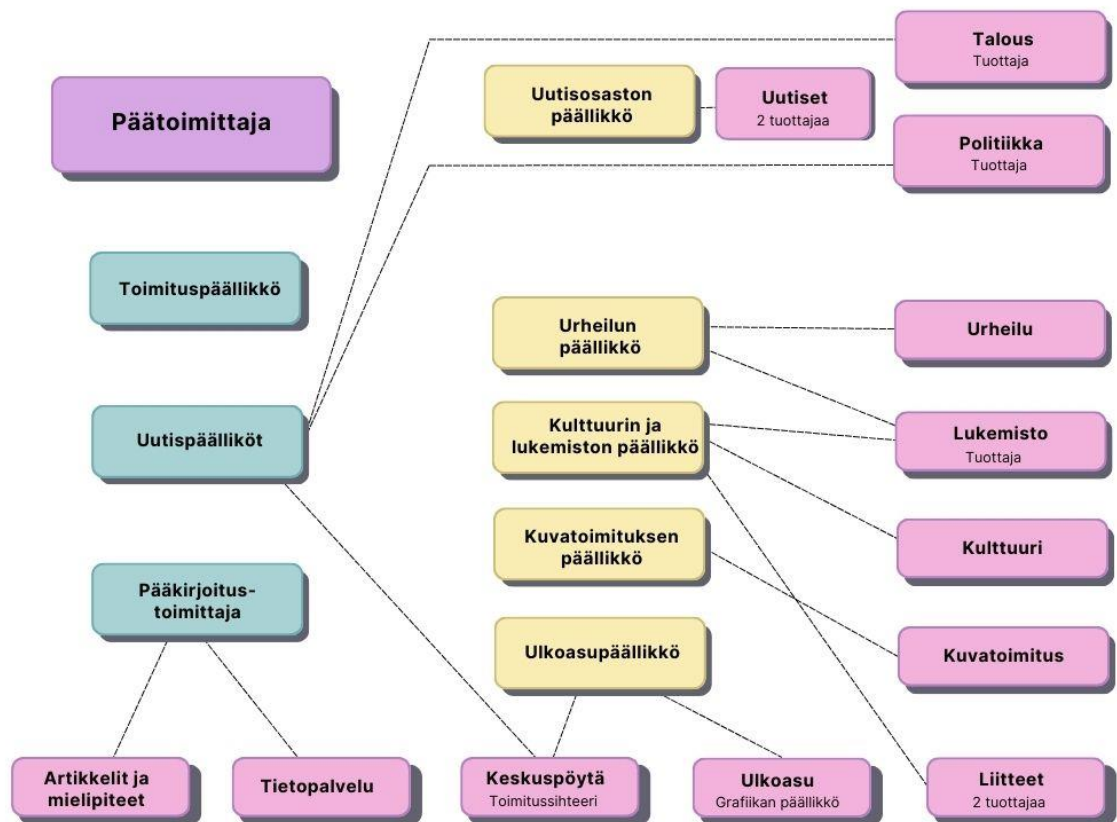 Päätoimittaja
Toimituspäällikkö
Uutispäälliköt
Pääkirjoitus-
toimittaja
Uutisosaston
päällikkö
Uutiset
2 tuottajaa
Talous
Tuottaja
Politiikka
Tuottaja
Urheilun
päällikkö
Urheilu
Kulttuurin ja
lukemiston päällikkö
Lukemisto
Tuottaja
Kuvatoimituksen
päällikkö
Kulttuuri
Ulkoasupäällikkö
Kuvatoimitus
Artikkelit ja
mielipiteet
Tietopalvelu
Keskuspöytä
Toimitussihteeri
Ulkoasu
Grafiikan päällikkö
Liitteet
2 tuottajaa